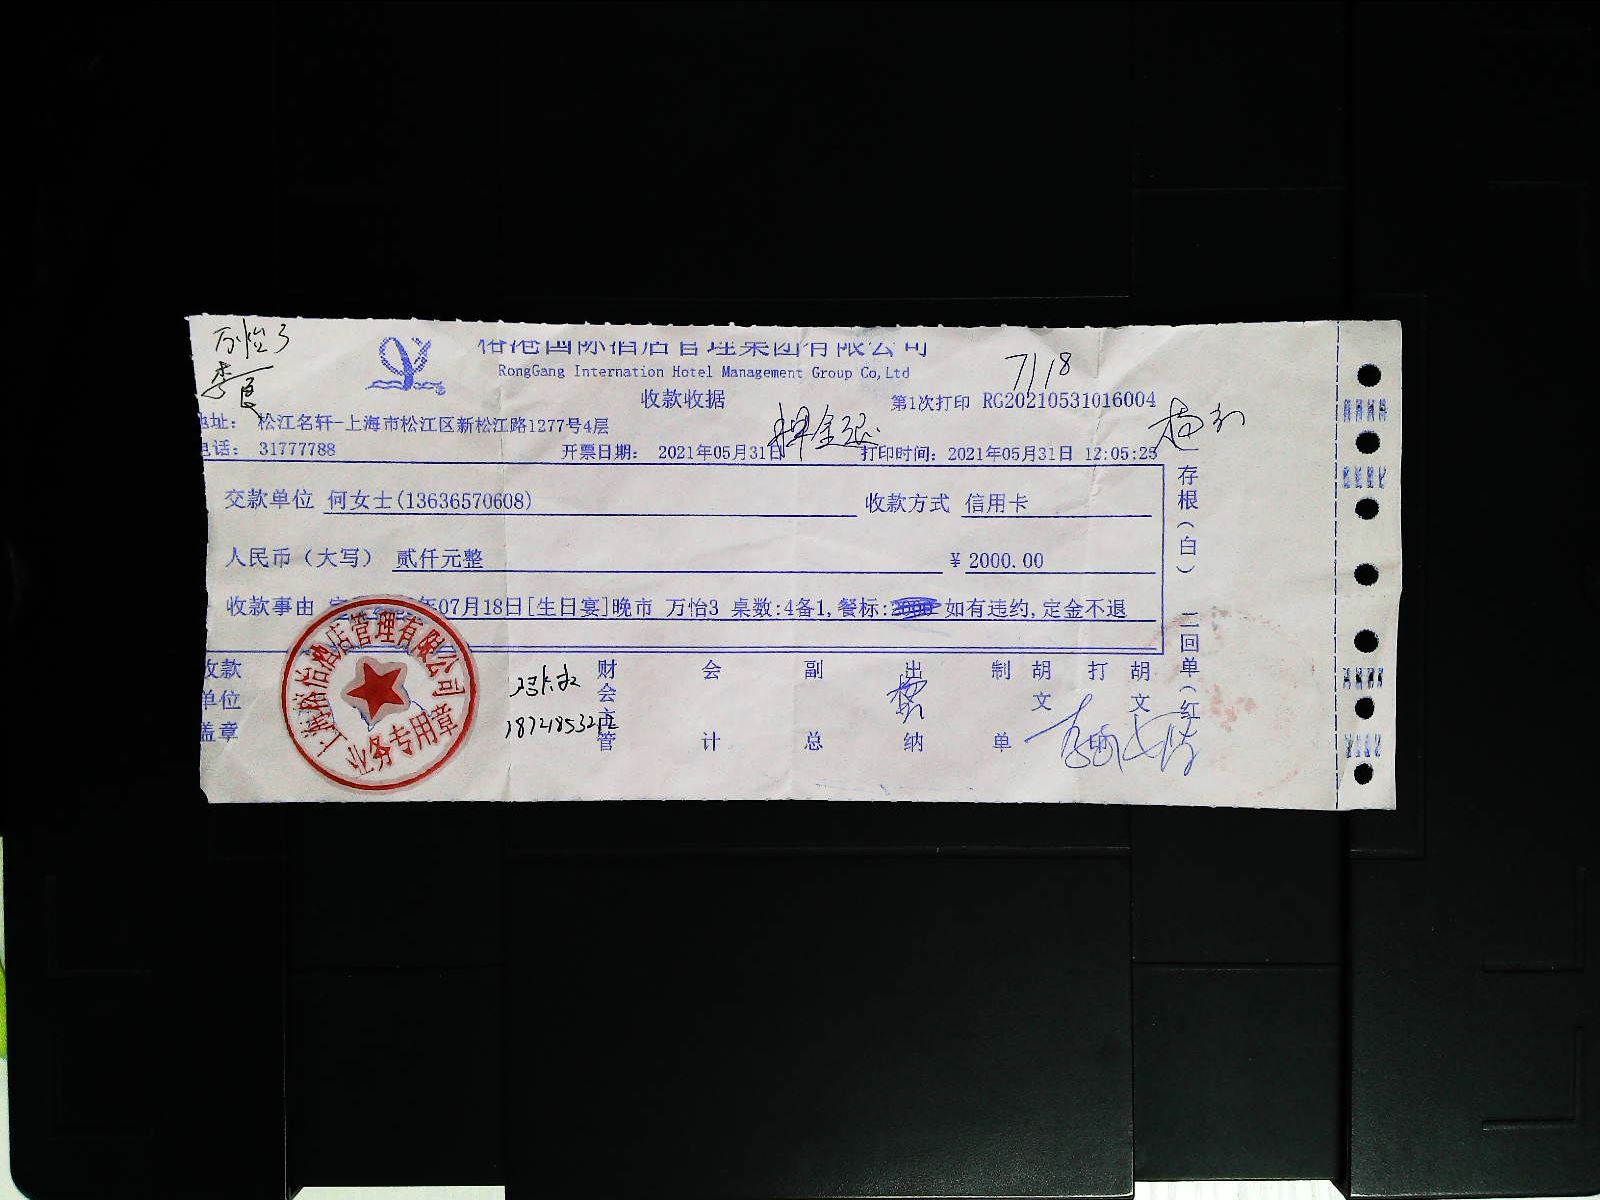 万怡3
国际酒店管理集团有限公司
RongGang Internation Hotel Management Group Co,Ltd
7/18
收款收据
第1次打印 RG20210531016004
地址： 松江名轩-上海市松江区新松江路1277号4层
押金退
电话： 31777788
开票日期： 2021年05月31日
打印时间：2021年05月31日 12:05:25
交款单位 何女士(13636570608)
收款方式 信用卡
人民币（大写） 贰仟元整
￥2000.00
收款事由 年07月18日[生日宴]晚市 万怡3 桌数:4备1,餐标: 如有违约,定金不退
一存根（白） 二回单（红
收款单位盖章
上海裕怡酒店管理有限公司
业务专用章
财会主管
会计
副总
出纳
制单
胡文
打印
胡文